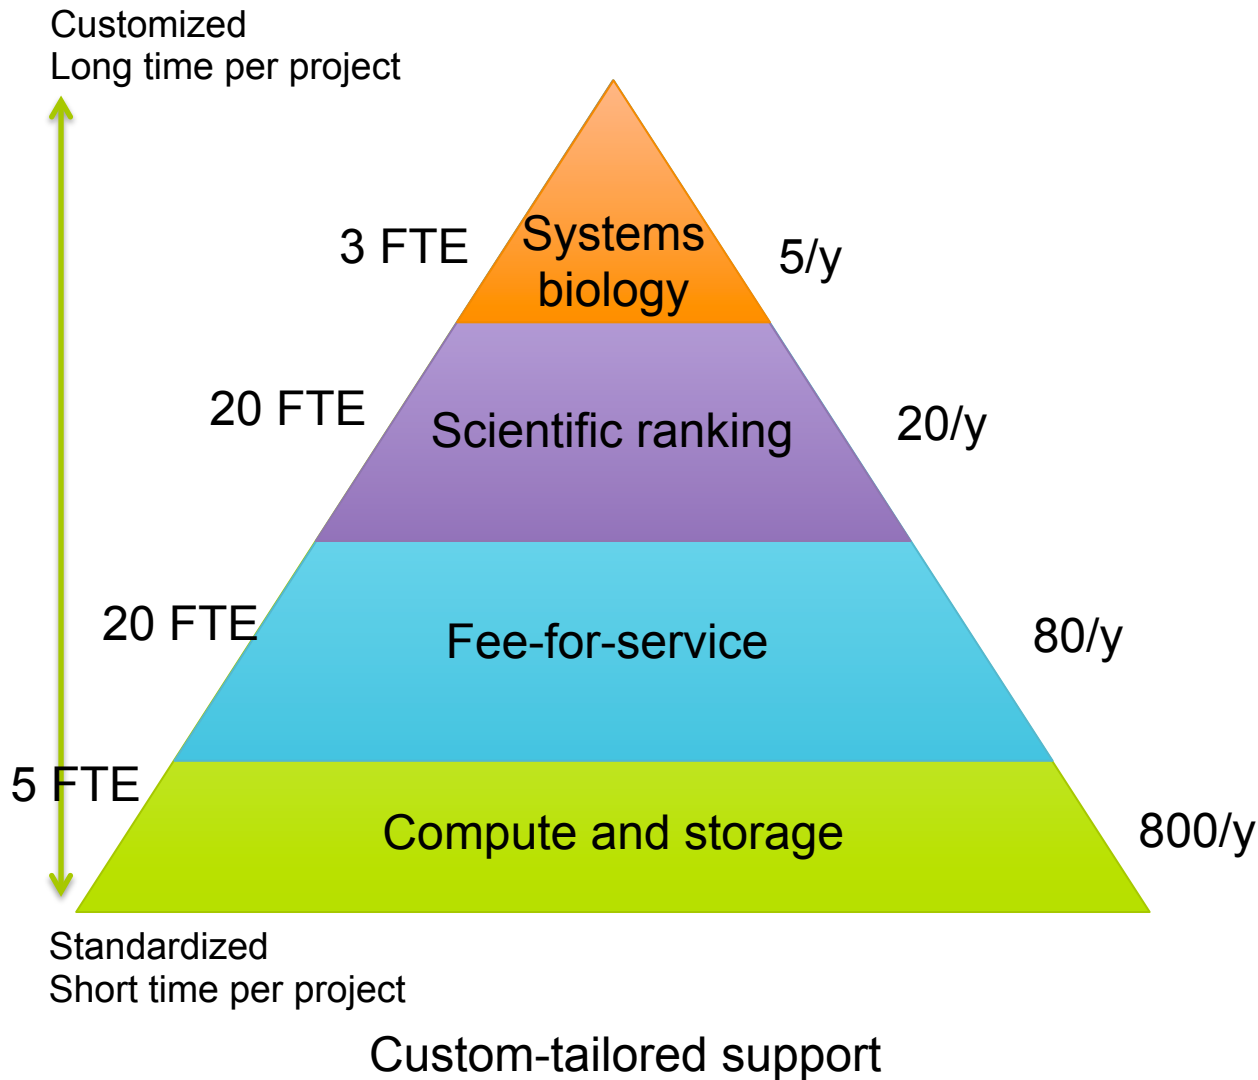 Customized
Long time per project
3 FTE
Systems
biology
5/y
20 FTE
Scientific ranking
20/y
20 FTE
Fee-for-service
80/y
5 FTE
Compute and storage
800/y
Standardized
Short time per project
Custom-tailored support